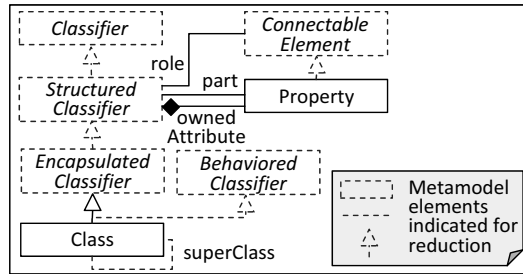 Classifier
Connectable
Element
role
part
Structured
Classifier
Property
owned
Attribute
Encapsulated
Classifier
Behaviored
Classifier
Class
superClass
Metamodel
elements
indicated for
reduction